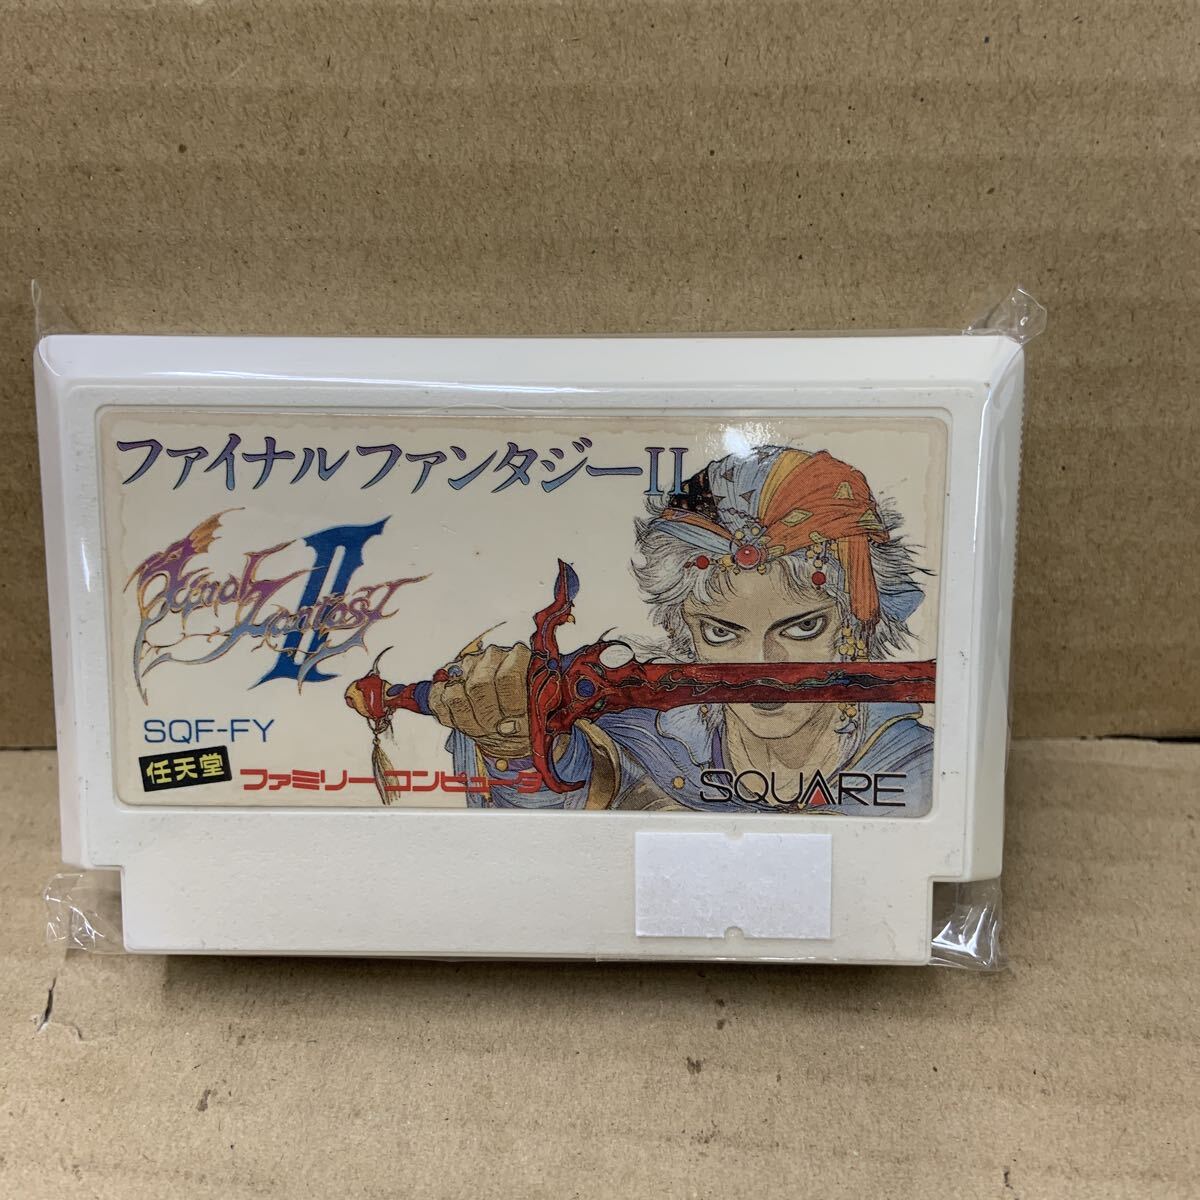 ファイナルファンタジーII
Final Fantasy II
SQF-FY
任天堂
ファミリーコンピュータ
SQUARE